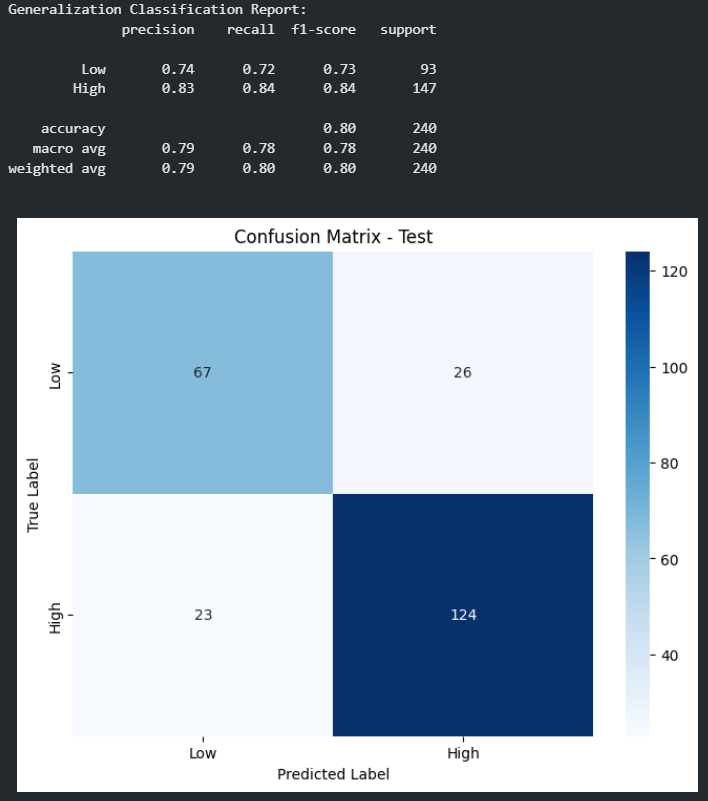 Generalization Classification Report:
precision recall f1-score support
Low 0.74 0.72 0.73 93
High 0.83 0.84 0.84 147
accuracy 0.80 240
macro avg 0.79 0.78 0.78 240
weighted avg 0.79 0.80 0.80 240
Confusion Matrix - Test
True Label
Low
67 26
High
23 124
Low High
Predicted Label
120
100
80
60
40